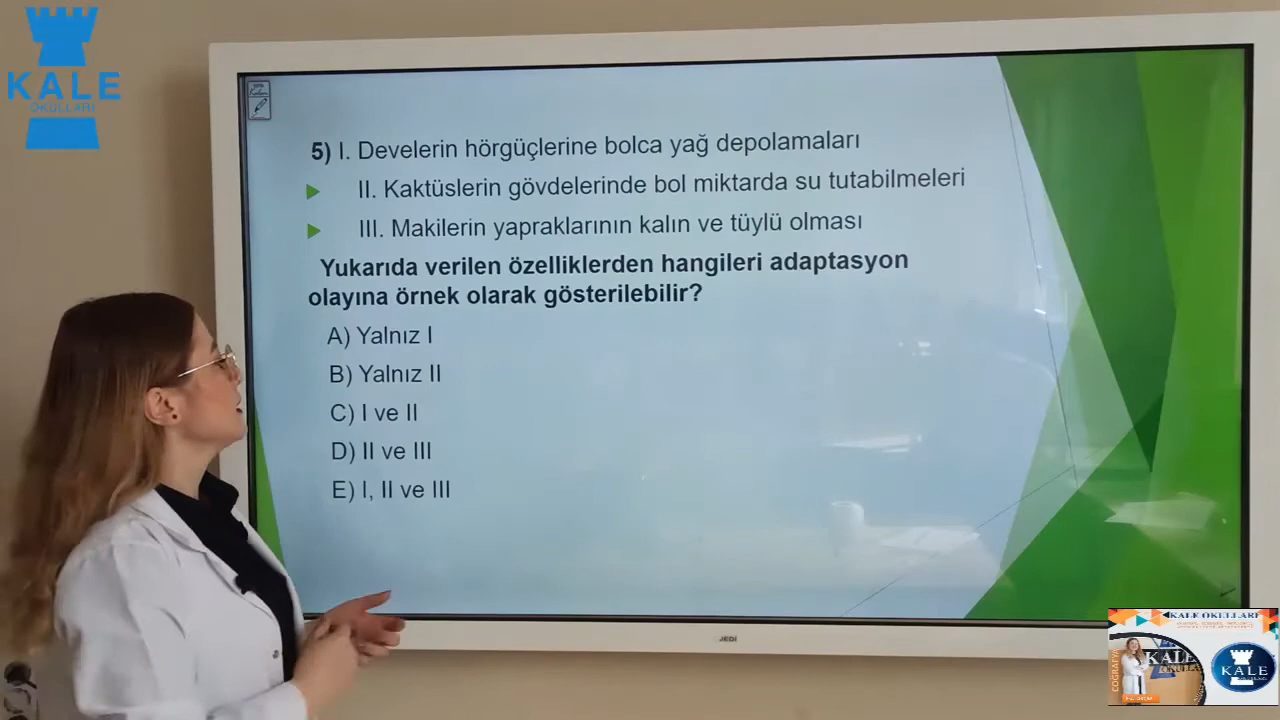 KALE
OKULLARI
5) I. Develerin hörgüçlerine bolca yağ depolamaları
II. Kaktüslerin gövdelerinde bol miktarda su tutabilmeleri
III. Makilerin yapraklarının kalın ve tüylü olması
Yukarıda verilen özelliklerden hangileri adaptasyon
olayına örnek olarak gösterilebilir?
A) Yalnız I
B) Yalnız II
C) I ve II
D) II ve III
E) I, II ve III
JEDİ
KALE OKULLARI
COĞRAFYA
KALE
KALE